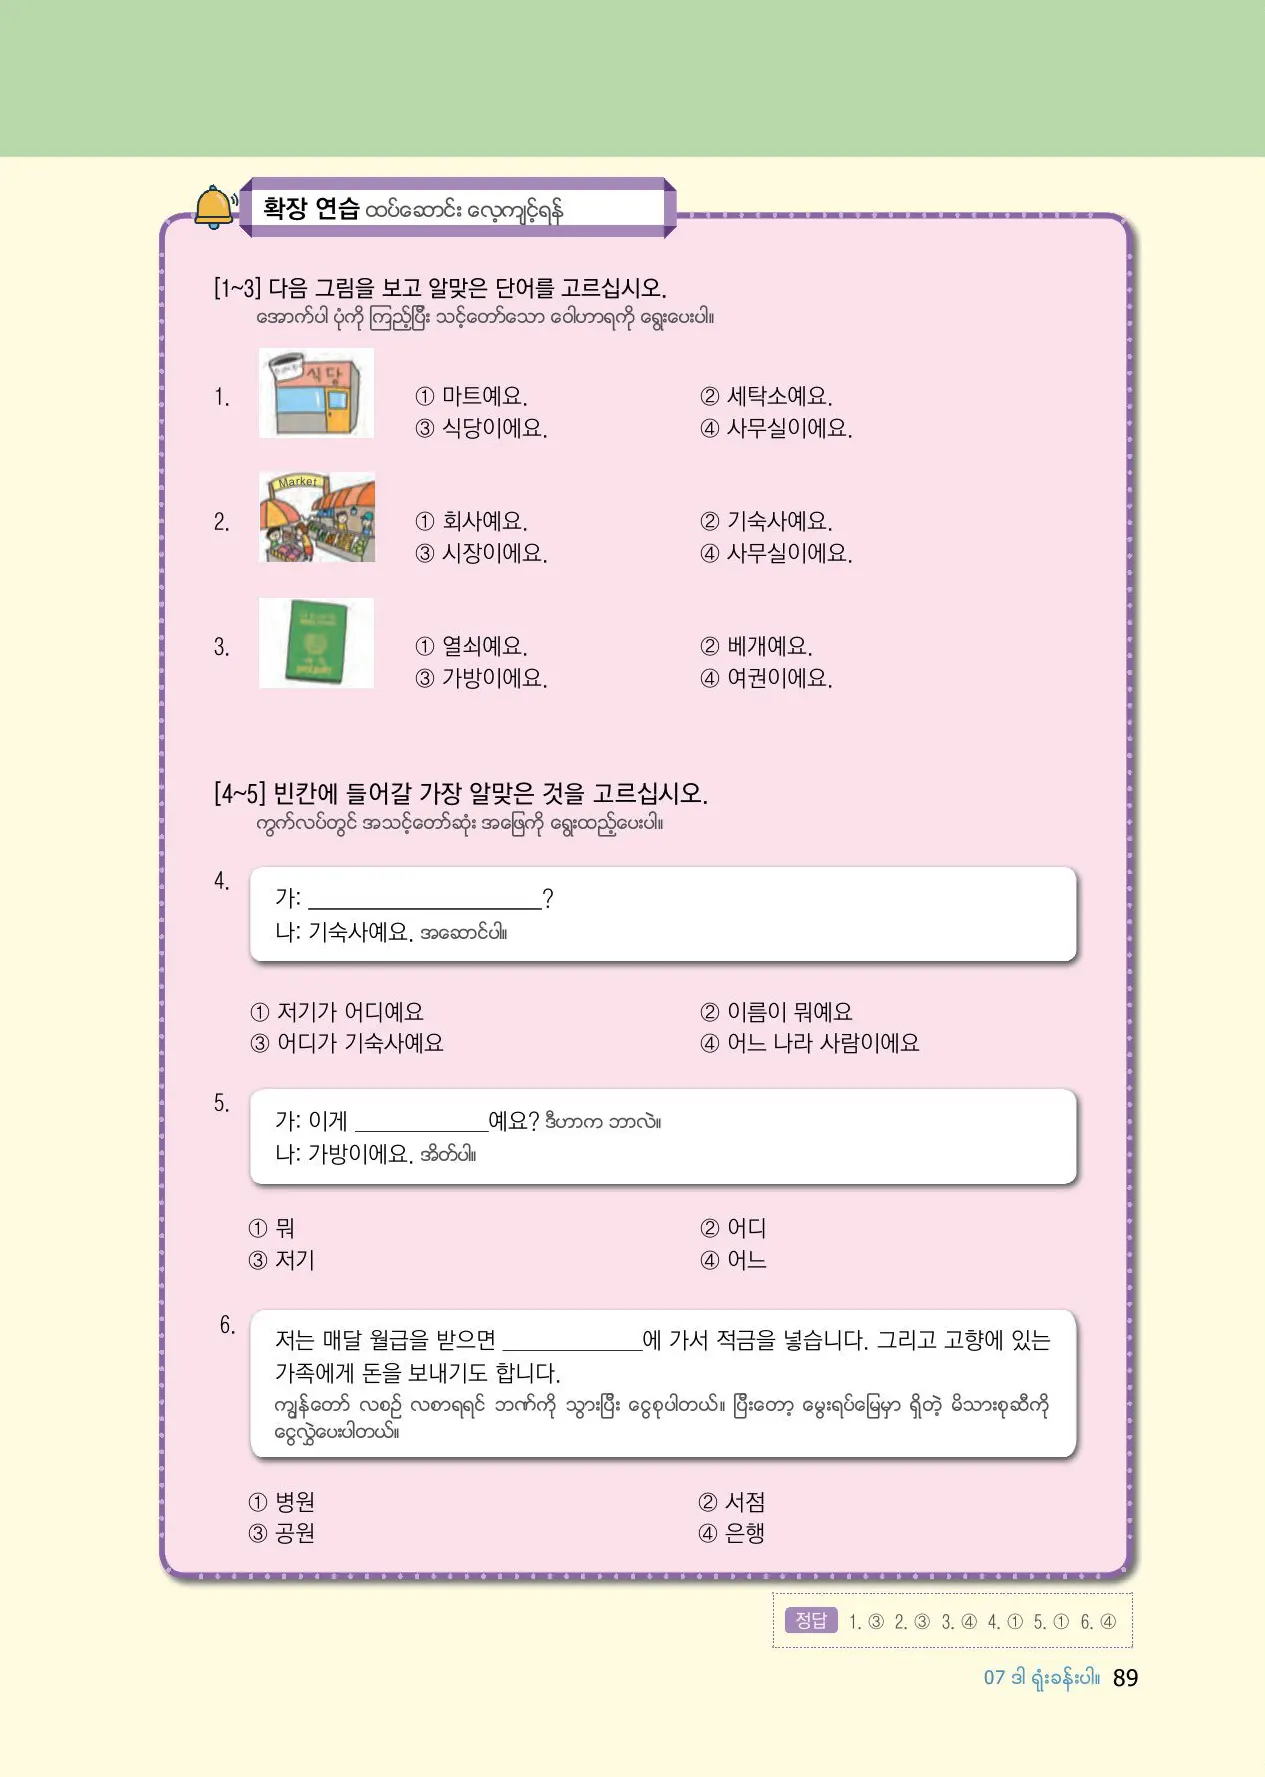 확장 연습 ထပ်ဆောင်း လေ့ကျင့်ရန်
[1~3] 다음 그림을 보고 알맞은 단어를 고르십시오.
အောက်ပါ ပုံကို ကြည့်ပြီး သင့်တော်သော ဝေါဟာရကို ရွေးပေးပါ။
식당
1.
① 마트예요. ② 세탁소예요.
③ 식당이에요. ④ 사무실이에요.
Market
2.
① 회사예요. ② 기숙사예요.
③ 시장이에요. ④ 사무실이에요.
3.
① 열쇠예요. ② 베개예요.
③ 가방이에요. ④ 여권이에요.
[4~5] 빈칸에 들어갈 가장 알맞은 것을 고르십시오.
ကွက်လပ်တွင် အသင့်တော်ဆုံး အဖြေကို ရွေးထည့်ပေးပါ။
4.
가: ____________________?
나: 기숙사예요. အဆောင်ပါ။
① 저기가 어디예요 ② 이름이 뭐예요
③ 어디가 기숙사예요 ④ 어느 나라 사람이에요
5.
가: 이게 ____________예요? ဒီဟာက ဘာလဲ။
나: 가방이에요. အိတ်ပါ။
① 뭐 ② 어디
③ 저기 ④ 어느
6.
저는 매달 월급을 받으면 ____________에 가서 적금을 넣습니다. 그리고 고향에 있는
가족에게 돈을 보내기도 합니다.
ကျွန်တော် လစဉ် လစာရရင် ဘဏ်ကို သွားပြီး ငွေစုပါတယ်။ ပြီးတော့ မွေးရပ်မြေမှာ ရှိတဲ့ မိသားစုဆီကို
ငွေလွှဲပေးပါတယ်။
① 병원 ② 서점
③ 공원 ④ 은행
정답 1. ③ 2. ③ 3. ④ 4. ① 5. ① 6. ④
07 ဒါ ရုံးခန်းပါ။ 89